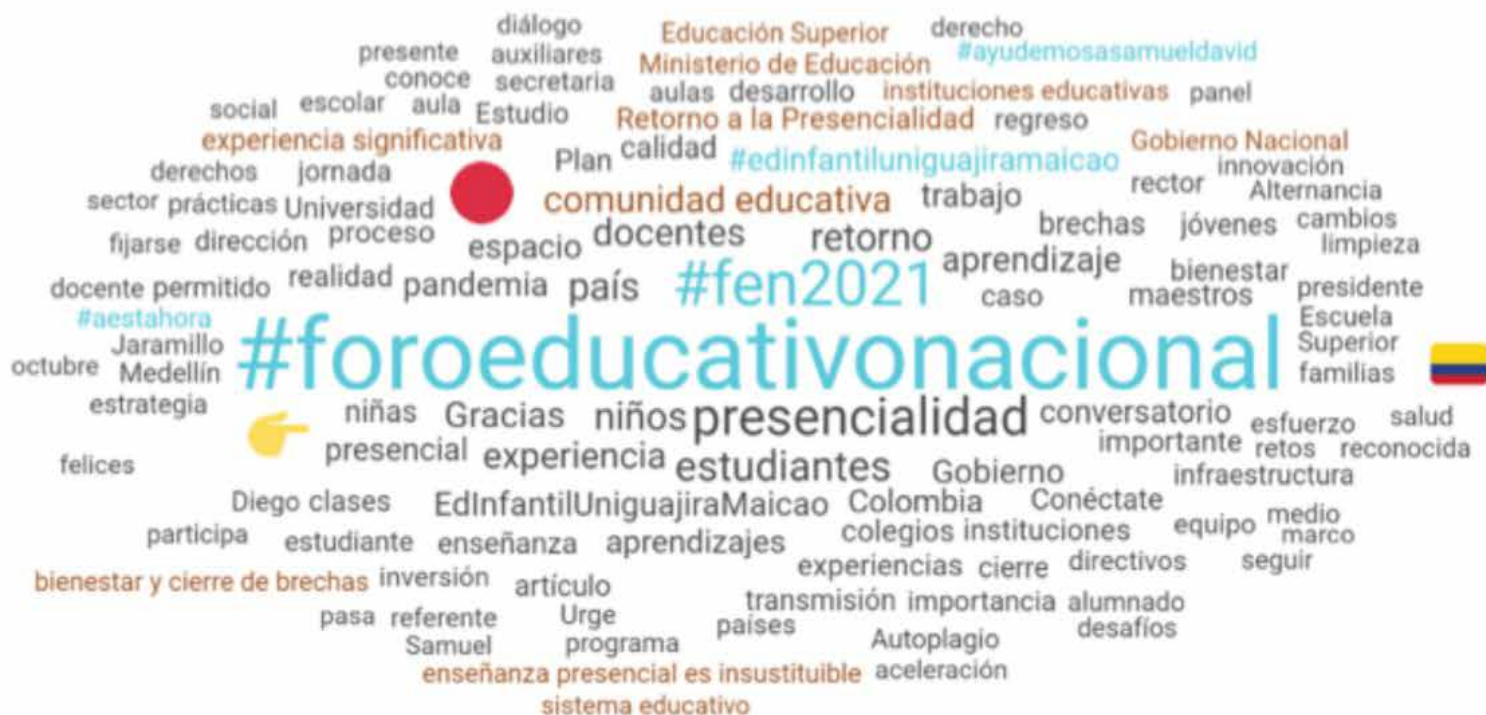 diálogo Educación Superior derecho
presente auxiliares Ministerio de Educación #ayudemosasamueldavid
conoce secretaria aulas desarrollo instituciones educativas panel
social escolar aula Estudio Retorno a la Presencialidad regreso
experiencia significativa Plan calidad #edinfantiluniguajiramaicao Gobierno Nacional
derechos jornada comunidad educativa trabajo rector innovación
Alternancia
sector prácticas Universidad brechas jóvenes cambios
fijarse dirección proceso espacio docentes retorno aprendizaje limpieza
docente permitido realidad pandemia país #fen2021 caso bienestar
maestros presidente
#aestahora Escuela
Jaramillo #foroeducativonacional Superior
octubre Medellín familias
estrategia niñas Gracias niños presencialidad conversatorio esfuerzo salud
presencial experiencia estudiantes importante retos reconocida
felices Gobierno infraestructura
Diego clases EdInfantilUniguajiraMaicao Colombia Conéctate
participa estudiante enseñanza aprendizajes colegios instituciones equipo medio
marco
experiencias cierre directivos seguir
bienestar y cierre de brechas inversión artículo
pasa referente Urge transmisión importancia alumnado
países desafíos
Samuel programa Autoplagio
enseñanza presencial es insustituible aceleración
sistema educativo